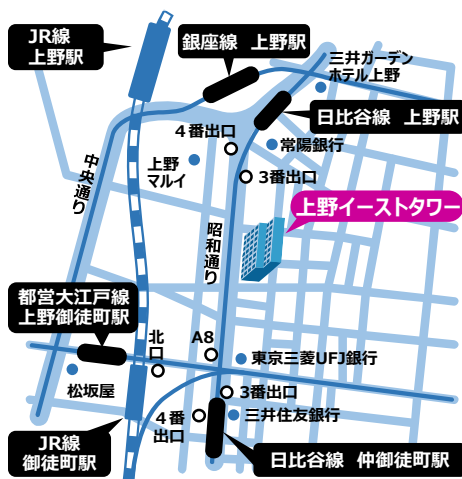 JR線
上野駅
銀座線 上野駅
三井ガーデン
ホテル上野
日比谷線 上野駅
4番出口
常陽銀行
上野
マルイ
3番出口
中央通り
上野イーストタワー
昭和通り
都営大江戸線
上野御徒町駅
北口
A8
東京三菱UFJ銀行
松坂屋
3番出口
4番
出口
三井住友銀行
JR線
御徒町駅
日比谷線 仲御徒町駅